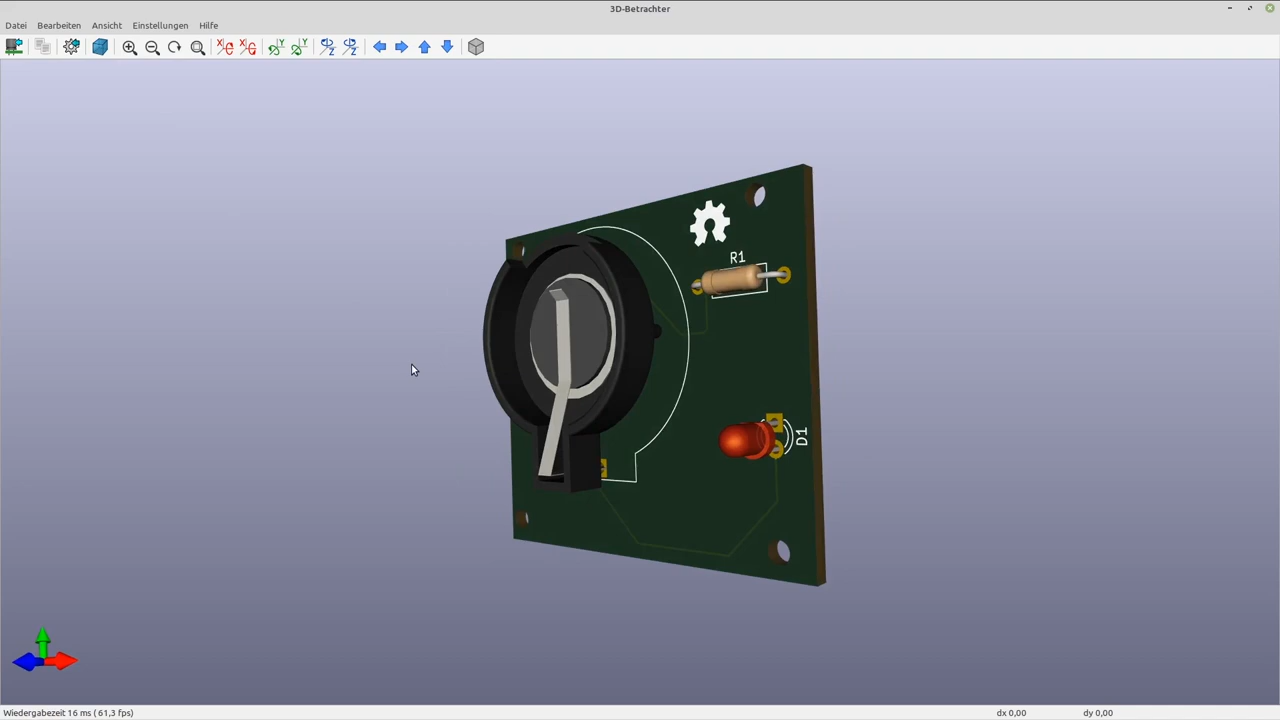 3D-Betrachter
Datei Bearbeiten Ansicht Einstellungen Hilfe
R1
D1
Wiedergabezeit 16 ms ( 61,3 fps) dx 0,00 dy 0,00